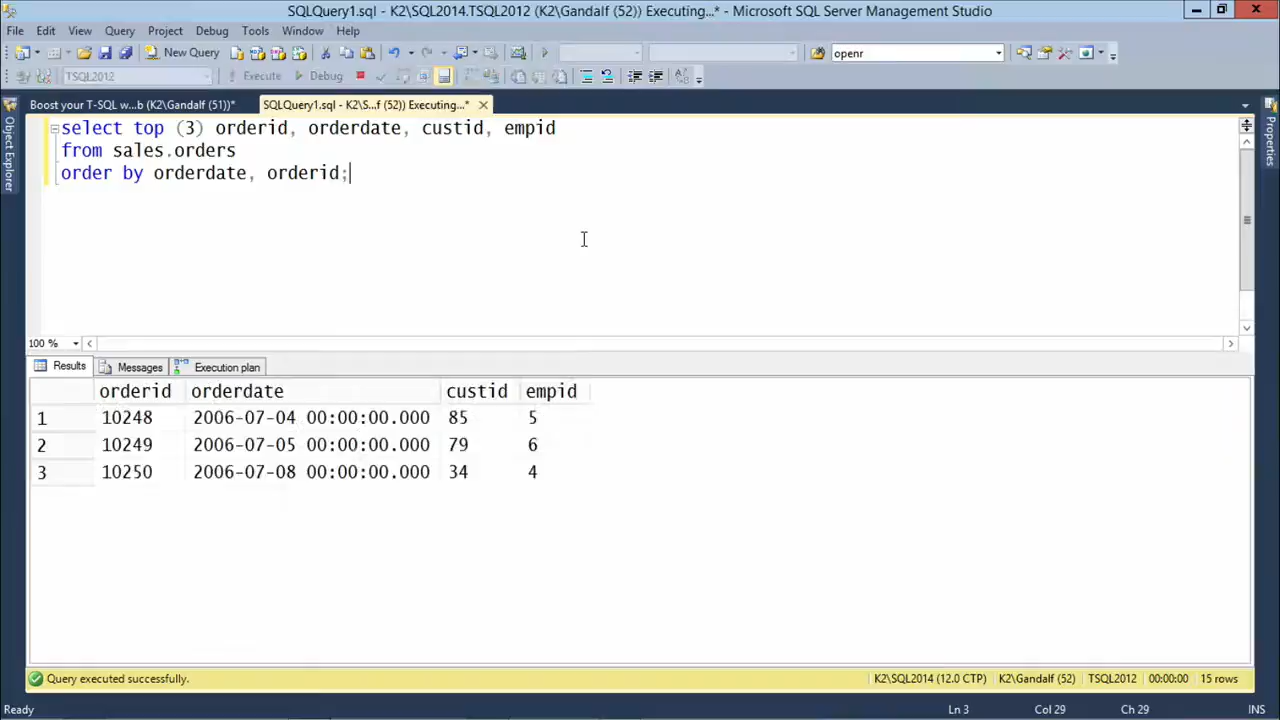 SQLQuery1.sql - K2\SQL2014.TSQL2012 (K2\Gandalf (52)) Executing...* - Microsoft SQL Server Management Studio
File Edit View Query Project Debug Tools Window Help
New Query openr
TSQL2012 Execute Debug
Boost your T-SQL w...b (K2\Gandalf (51))* SQLQuery1.sql - K2\S...f (52)) Executing...*
Object Explorer
Properties
select top (3) orderid, orderdate, custid, empid
from sales.orders
order by orderdate, orderid;
100 %
Results Messages Execution plan
orderid orderdate custid empid
1 10248 2006-07-04 00:00:00.000 85 5
2 10249 2006-07-05 00:00:00.000 79 6
3 10250 2006-07-08 00:00:00.000 34 4
Query executed successfully. K2\SQL2014 (12.0 CTP) K2\Gandalf (52) TSQL2012 00:00:00 15 rows
Ready Ln 3 Col 29 Ch 29 INS